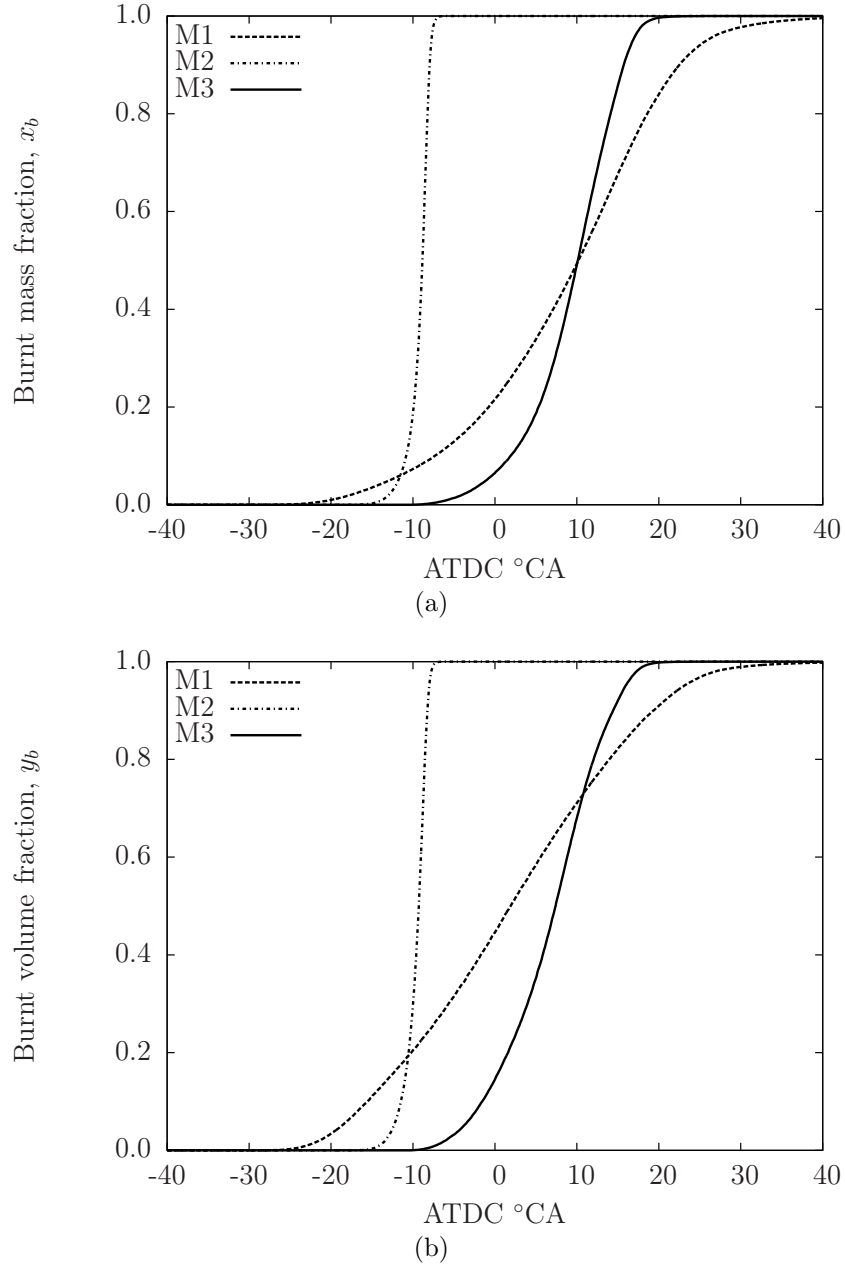 Burnt mass fraction, x_b
1.0
0.8
0.6
0.4
0.2
0.0
M1
M2
M3
-40 -30 -20 -10 0 10 20 30 40
ATDC °CA
(a)
Burnt volume fraction, y_b
1.0
0.8
0.6
0.4
0.2
0.0
M1
M2
M3
-40 -30 -20 -10 0 10 20 30 40
ATDC °CA
(b)